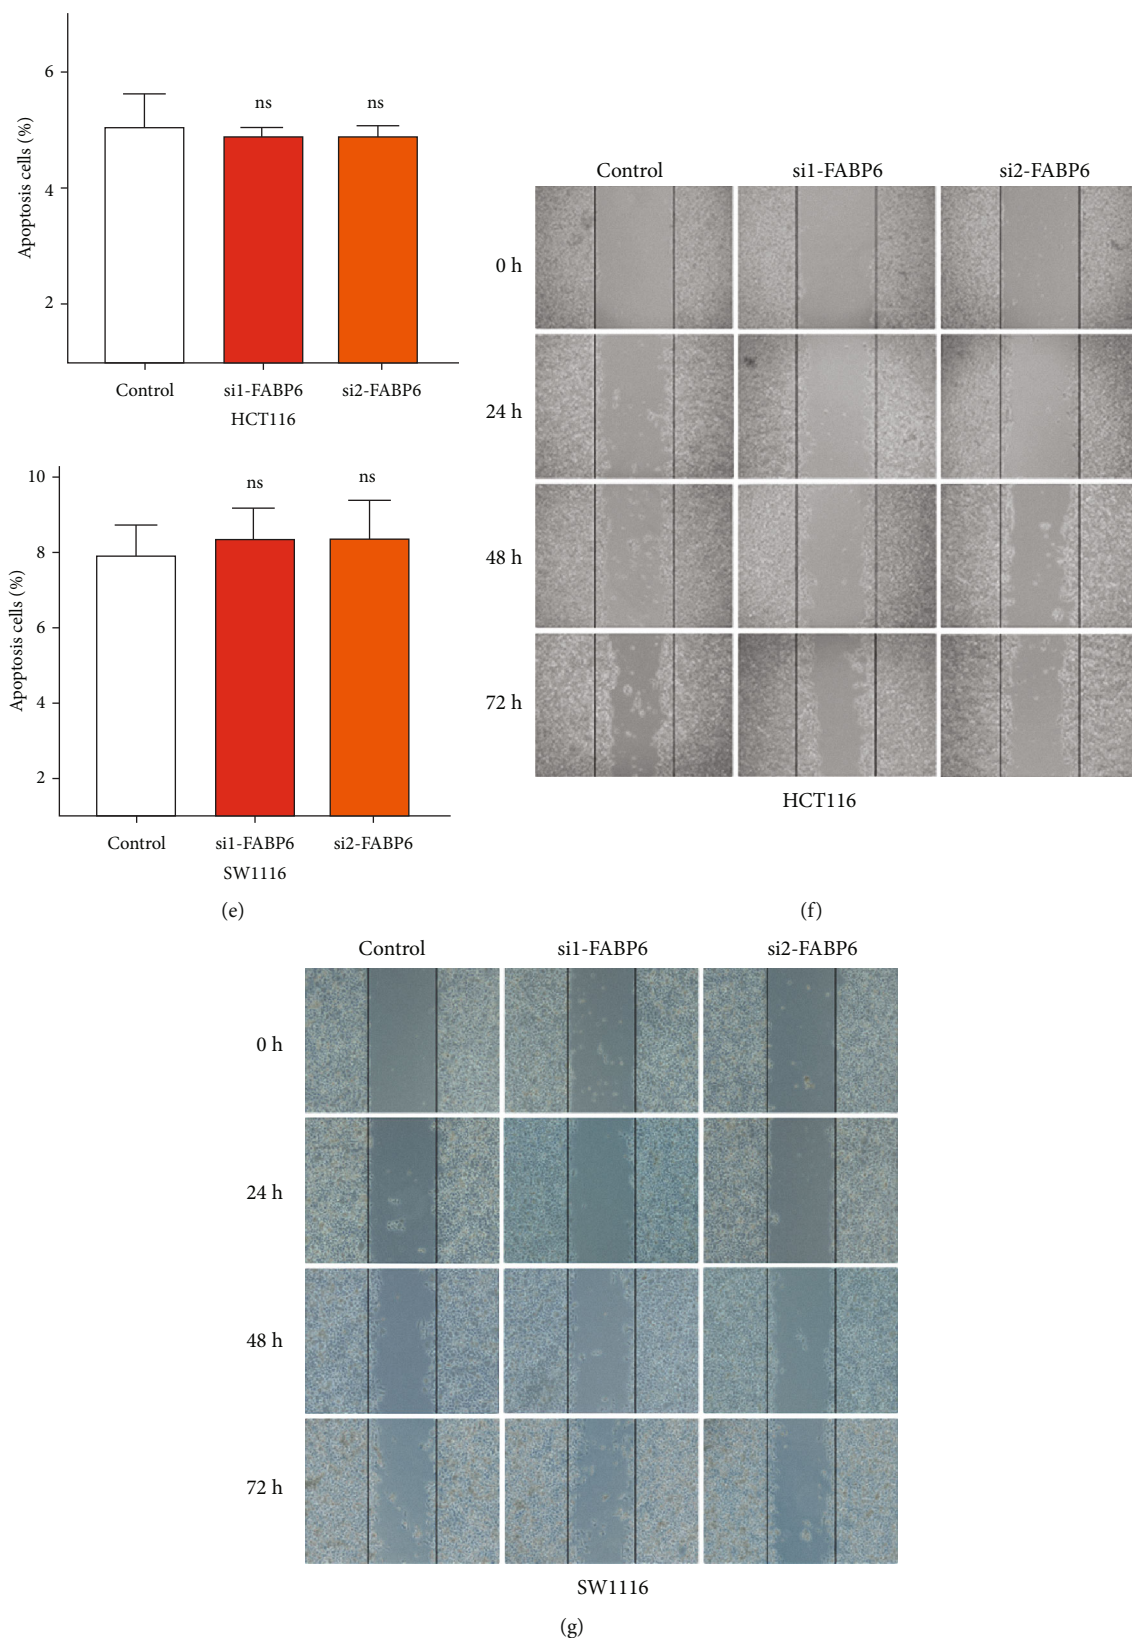 Apoptosis cells (%)
6
4
2
ns
ns
Control
si1-FABP6
si2-FABP6
HCT116
Apoptosis cells (%)
10
8
6
4
2
ns
ns
Control
si1-FABP6
si2-FABP6
SW1116
(e)
Control
si1-FABP6
si2-FABP6
0 h
24 h
48 h
72 h
HCT116
(f)
Control
si1-FABP6
si2-FABP6
0 h
24 h
48 h
72 h
SW1116
(g)